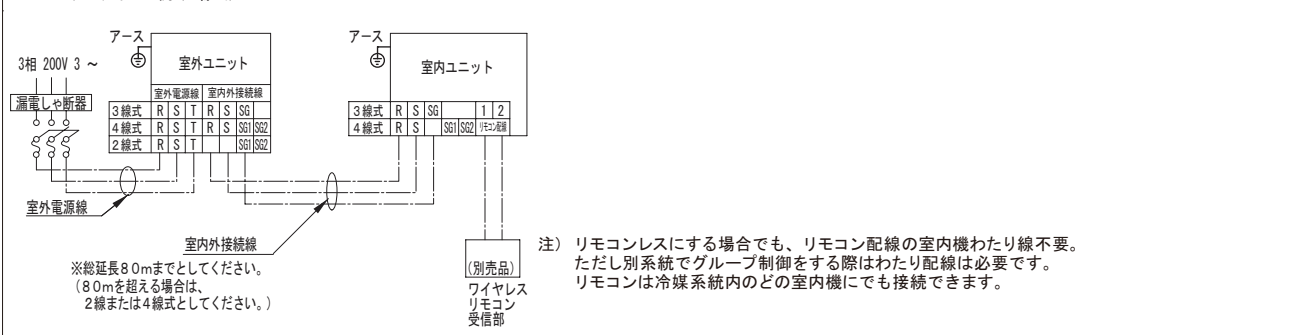 アース
3相 200V 3 ～
漏電しゃ断器
室外ユニット
室外電源線 室内外接続線
3線式 R S T R S SG
4線式 R S T R S SG1 SG2
2線式 R S T SG1 SG2
室外電源線
室内外接続線
※総延長80mまでとしてください。
(80mを超える場合は、
2線または4線式としてください。)
アース
室内ユニット
3線式 R S SG 1 2
4線式 R S SG1 SG2 リモコン配線
(別売品)
ワイヤレス
リモコン
受信部
注) リモコンレスにする場合でも、リモコン配線の室内機わたり線不要。
ただし別系統でグループ制御をする際はわたり配線は必要です。
リモコンは冷媒系統内のどの室内機にでも接続できます。